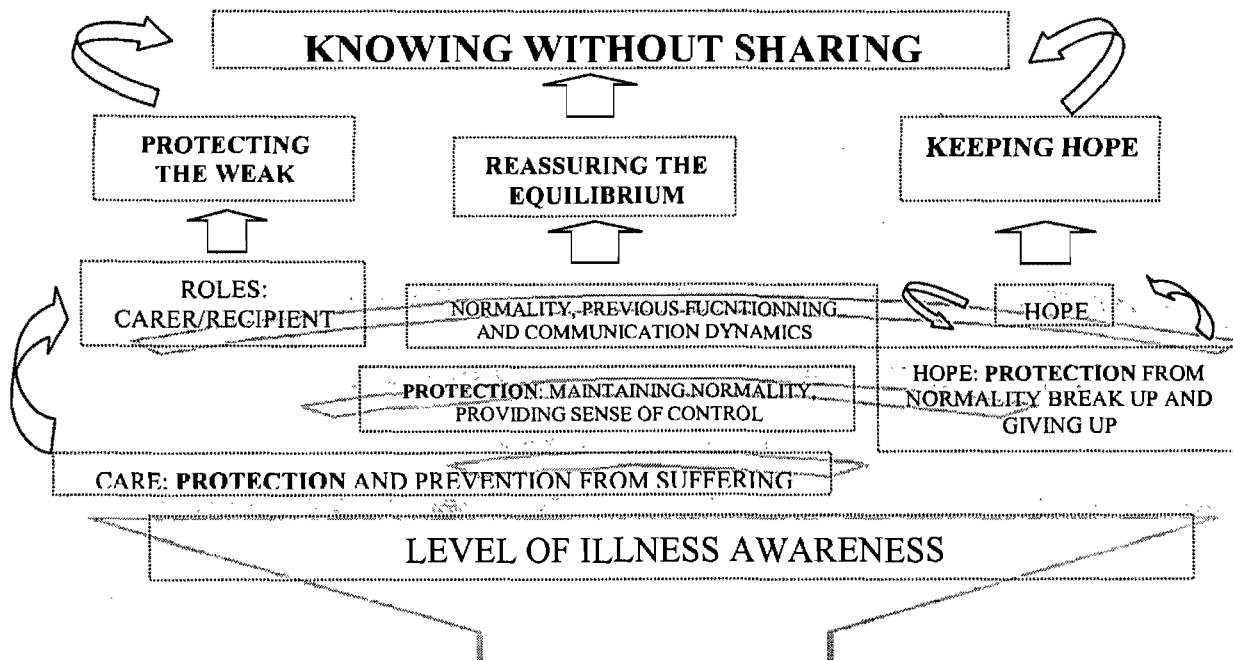 KNOWING WITHOUT SHARING
PROTECTING
THE WEAK
REASSURING THE
EQUILIBRIUM
KEEPING HOPE
ROLES:
CARER/RECIPIENT
NORMALITY, PREVIOUS FUCNTIONNING
AND COMMUNICATION DYNAMICS
HOPE
PROTECTION: MAINTAINING NORMALITY,
PROVIDING SENSE OF CONTROL
HOPE: PROTECTION FROM
NORMALITY BREAK UP AND
GIVING UP
CARE: PROTECTION AND PREVENTION FROM SUFFERING
LEVEL OF ILLNESS AWARENESS